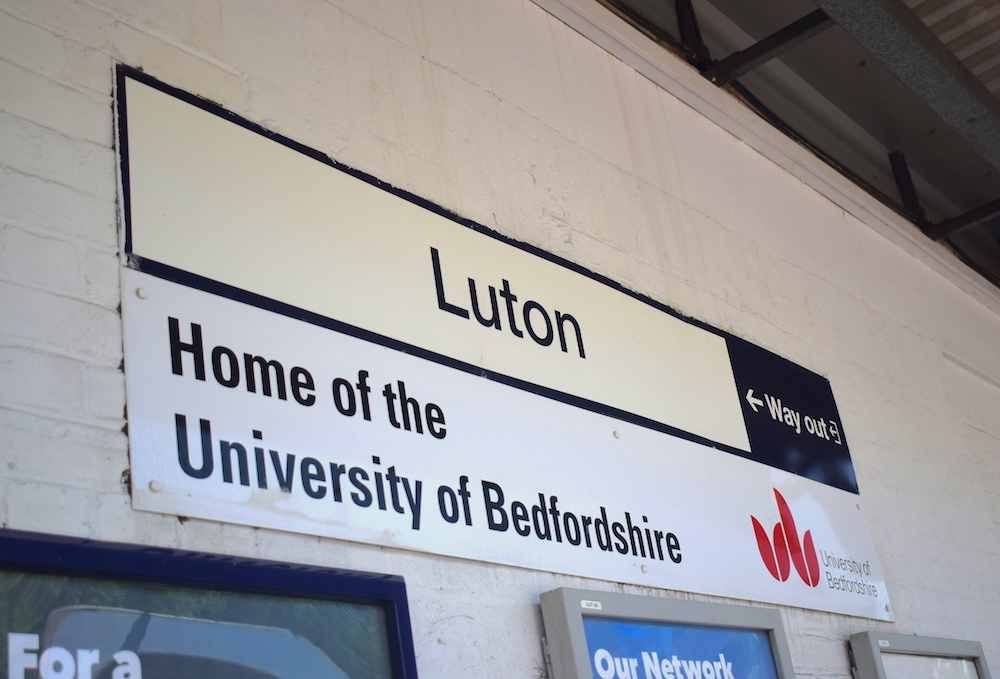 Luton
← Way out
Home of the
University of Bedfordshire
University of
Bedfordshire
For a
Our Network